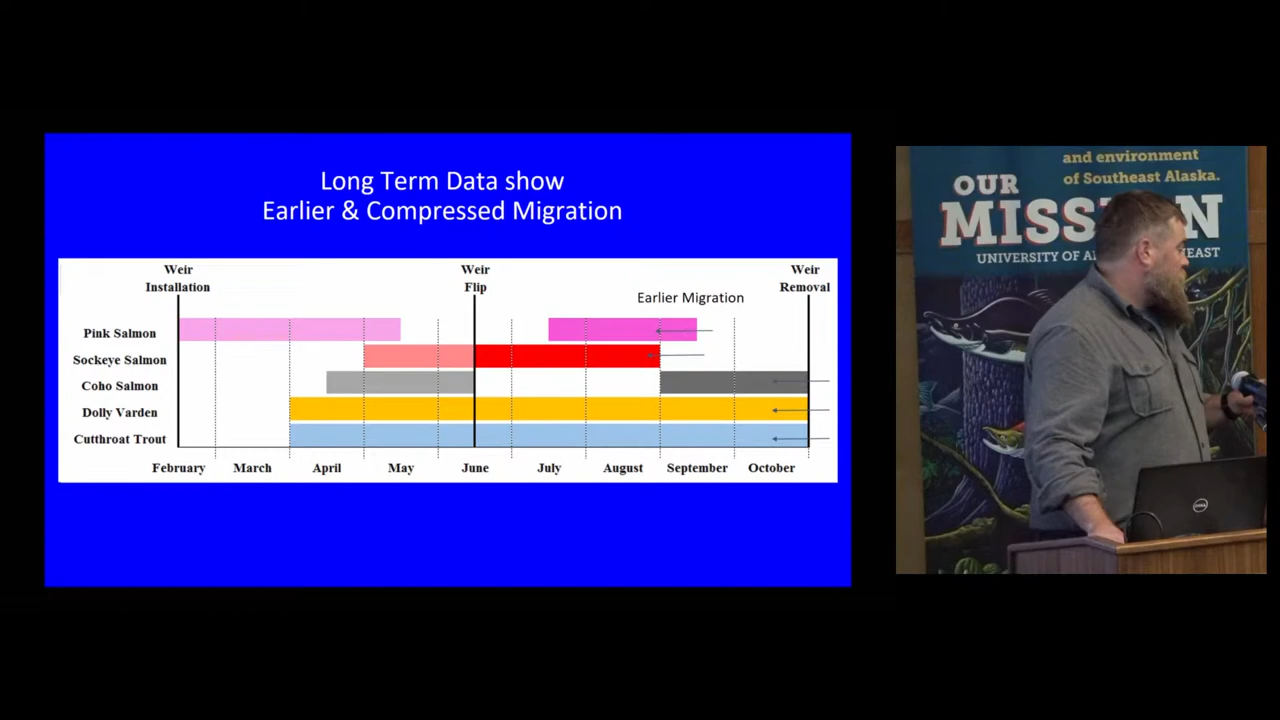 Long Term Data show
Earlier & Compressed Migration
Weir
Installation
Weir
Flip
Weir
Removal
Earlier Migration
Pink Salmon
Sockeye Salmon
Coho Salmon
Dolly Varden
Cutthroat Trout
February March April May June July August September October
and environment
of Southeast Alaska.
OUR
MISS N
UNIVERSITY OF A EAST
DELL